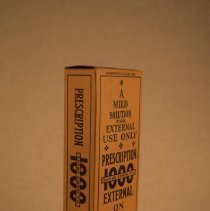 A
MILD
SOLUTION
FOR
EXTERNAL
USE ONLY
PRESCRIPTION
1000
EXTERNAL
ON
PRESCRIPTION
1000